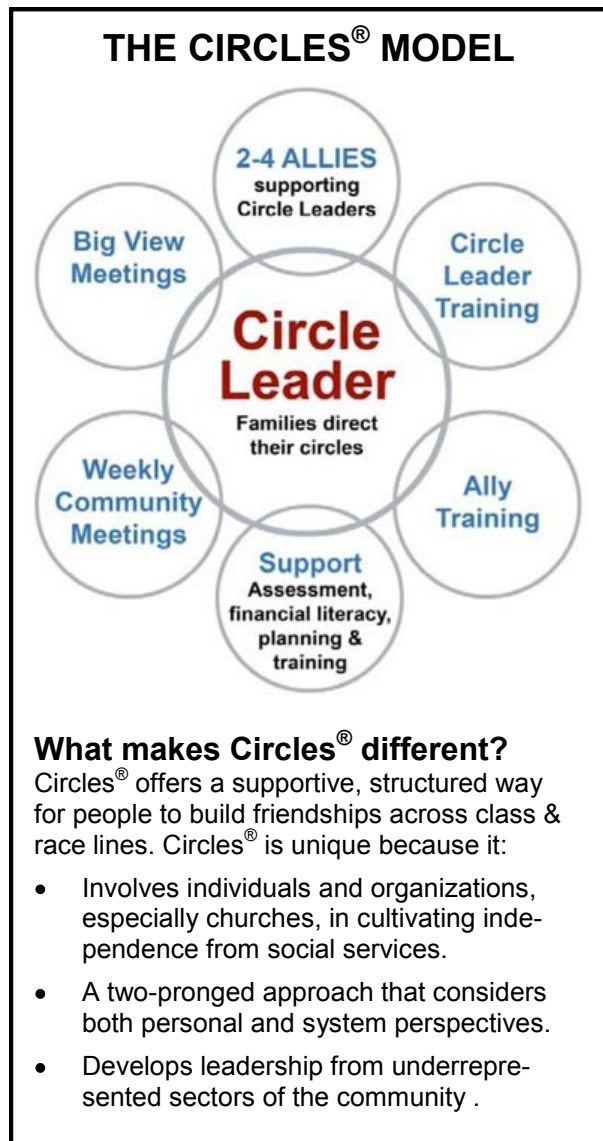 THE CIRCLES® MODEL
2-4 ALLIES
supporting
Circle Leaders
Big View
Meetings
Circle
Leader
Training
Circle
Leader
Families direct
their circles
Weekly
Community
Meetings
Ally
Training
Support
Assessment,
financial literacy,
planning &
training
What makes Circles® different?
Circles® offers a supportive, structured way
for people to build friendships across class &
race lines. Circles® is unique because it:
• Involves individuals and organizations,
especially churches, in cultivating inde-
pendence from social services.
• A two-pronged approach that considers
both personal and system perspectives.
• Develops leadership from underrepre-
sented sectors of the community .